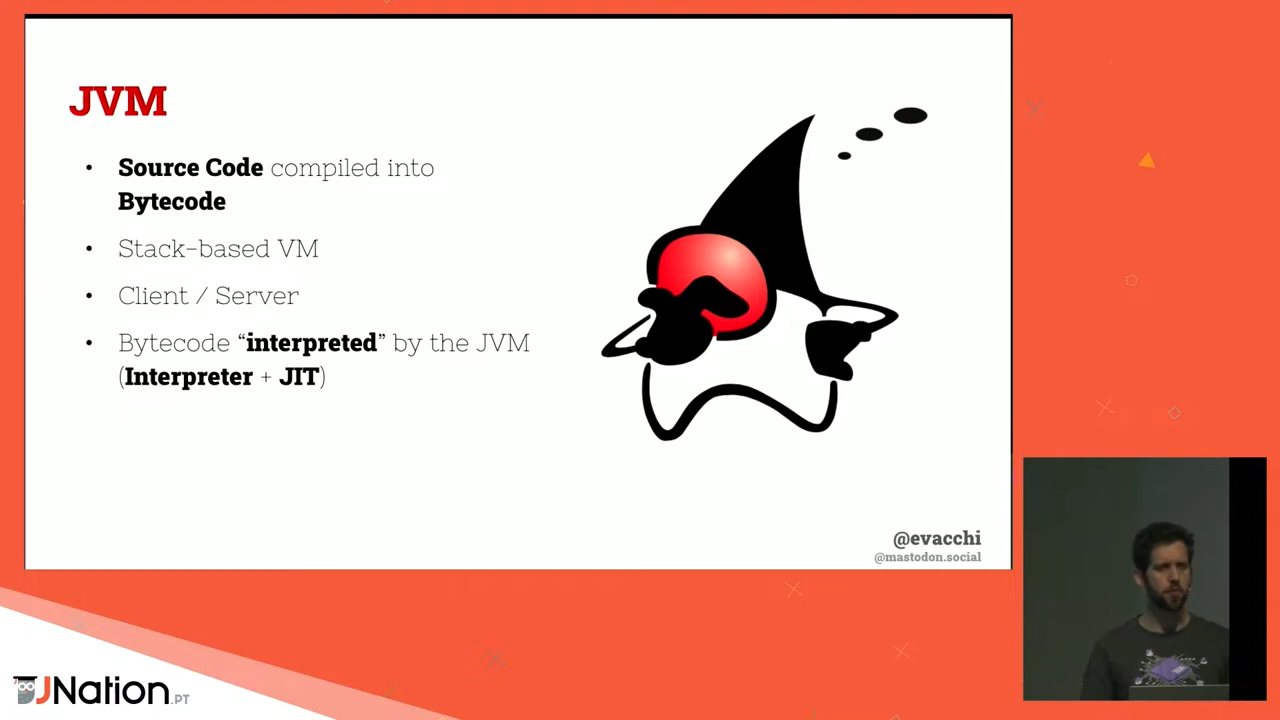 JVM
• Source Code compiled into
Bytecode
• Stack-based VM
• Client / Server
• Bytecode “interpreted” by the JVM
(Interpreter + JIT)
@evacchi
@mastodon.social
JNation.PT